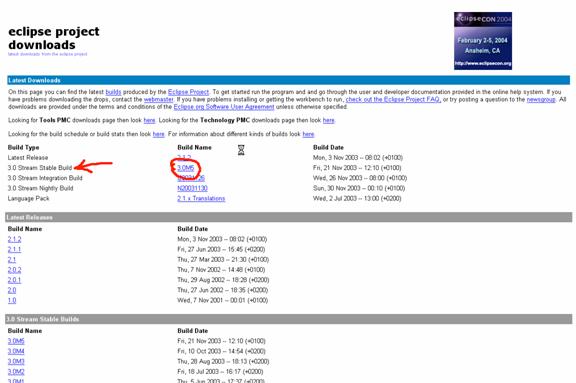 eclipse project
downloads
latest downloads from the eclipse project
eclipseCON 2004
February 2-5, 2004
Anaheim, CA
http://www.eclipsecon.org
Latest Downloads
On this page you can find the latest builds produced by the Eclipse Project. To get started run the program and and go through the user and developer documentation provided in the online help system. If you
have problems downloading the drops, contact the webmaster. If you have problems installing or getting the workbench to run, check out the Eclipse Project FAQ, or try posting a question to the newsgroup. All
downloads are provided under the terms and conditions of the Eclipse.org Software User Agreement unless otherwise specified.
Looking for Tools PMC downloads page then look here. Looking for the Technology PMC downloads page then look here.
Looking for the build schedule or build stats then look here. For information about different kinds of builds look here.
Build Type Build Name Build Date
Latest Release 2.1.2 Mon, 3 Nov 2003 -- 08:02 (+0100)
3.0 Stream Stable Build 3.0M5 Fri, 21 Nov 2003 -- 12:10 (+0100)
3.0 Stream Integration Build Wed, 26 Nov 2003 -- 08:00 (+0100)
3.0 Stream Nightly Build N20031130 Sun, 30 Nov 2003 -- 00:10 (+0100)
Language Pack 2.1.x Translations Wed, 2 Jul 2003 -- 13:00 (+0200)
Latest Releases
Build Name Build Date
2.1.2 Mon, 3 Nov 2003 -- 08:02 (+0100)
2.1.1 Fri, 27 Jun 2003 -- 15:45 (+0200)
2.1 Thu, 27 Mar 2003 -- 21:30 (+0100)
2.0.2 Thu, 7 Nov 2002 -- 14:48 (+0100)
2.0.1 Thu, 29 Aug 2002 -- 18:28 (+0200)
2.0 Thu, 27 Jun 2002 -- 18:35 (+0200)
1.0 Wed, 7 Nov 2001 -- 00:01 (+0100)
3.0 Stream Stable Builds
Build Name Build Date
3.0M5 Fri, 21 Nov 2003 -- 12:10 (+0100)
3.0M4 Fri, 10 Oct 2003 -- 14:54 (+0200)
3.0M3 Thu, 28 Aug 2003 -- 18:13 (+0200)
3.0M2 Fri, 18 Jul 2003 -- 16:17 (+0200)
3.0M1 Thu, 5 Jun 2003 -- 17:37 (+0200)